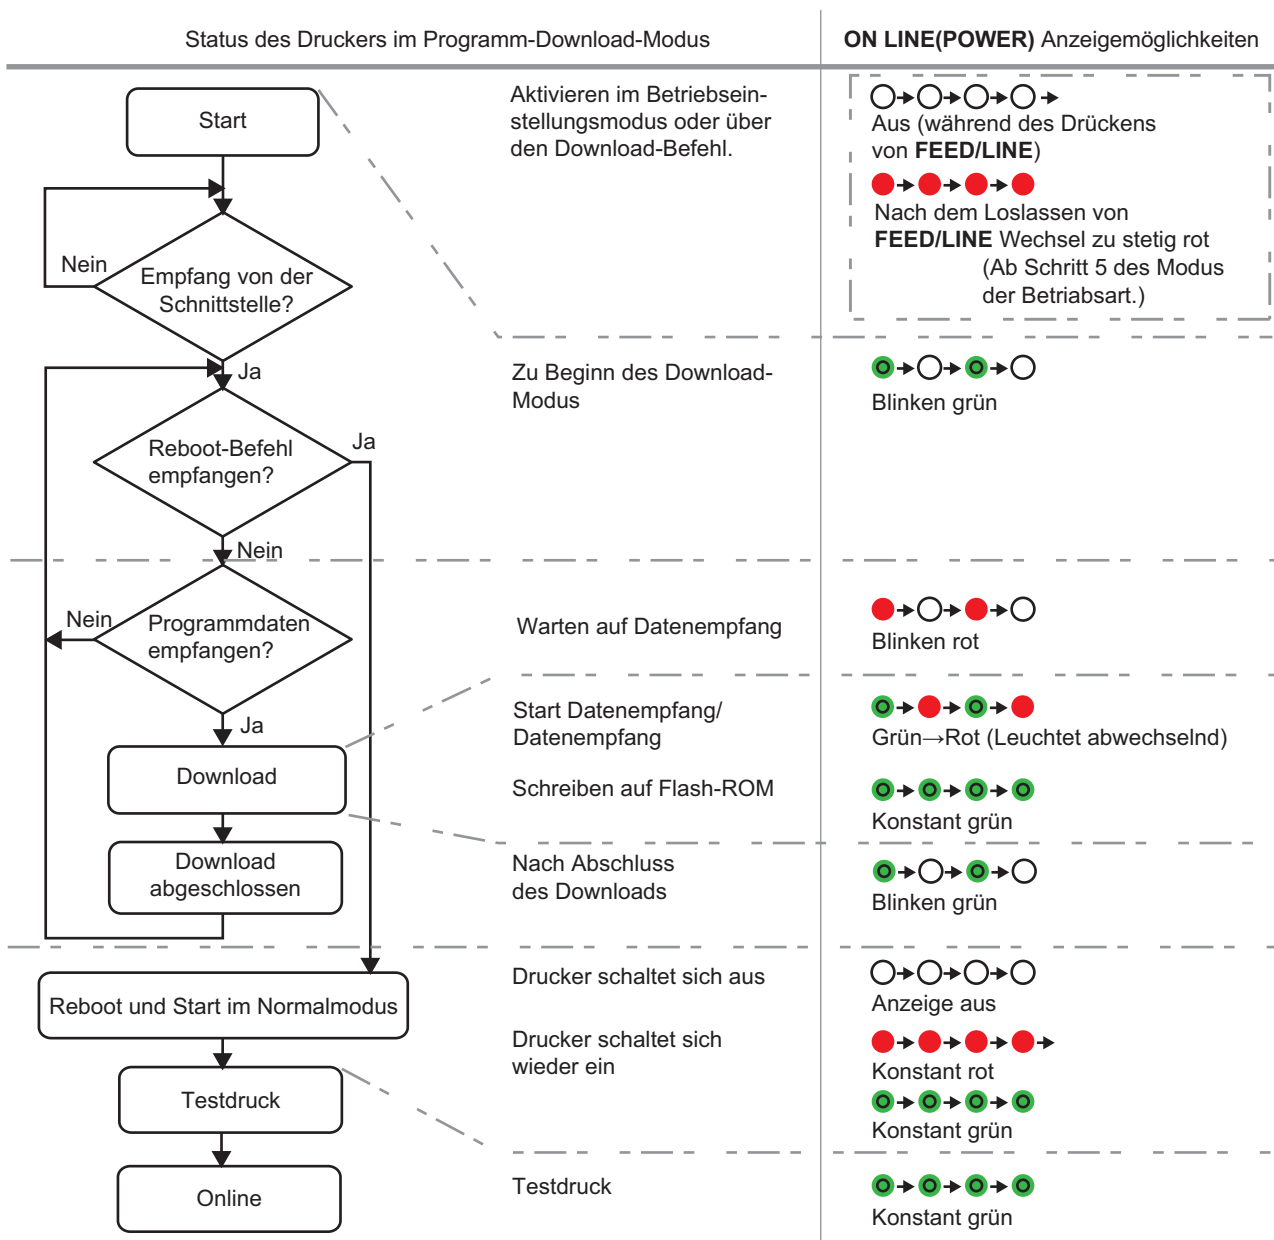 Status des Druckers im Programm-Download-Modus
ON LINE(POWER) Anzeigemöglichkeiten
Start
Aktivieren im Betriebsein-
stellungsmodus oder über
den Download-Befehl.
Aus (während des Drückens
von FEED/LINE)
Nach dem Loslassen von
FEED/LINE Wechsel zu stetig rot
(Ab Schritt 5 des Modus
der Betriabsart.)
Nein
Empfang von der
Schnittstelle?
Ja
Zu Beginn des Download-
Modus
Blinken grün
Reboot-Befehl
empfangen?
Ja
Nein
Nein
Programmdaten
empfangen?
Warten auf Datenempfang
Blinken rot
Ja
Start Datenempfang/
Datenempfang
Grün→Rot (Leuchtet abwechselnd)
Download
Schreiben auf Flash-ROM
Konstant grün
Download
abgeschlossen
Nach Abschluss
des Downloads
Blinken grün
Drucker schaltet sich aus
Anzeige aus
Reboot und Start im Normalmodus
Drucker schaltet sich
wieder ein
Konstant rot
Konstant grün
Testdruck
Online
Testdruck
Konstant grün